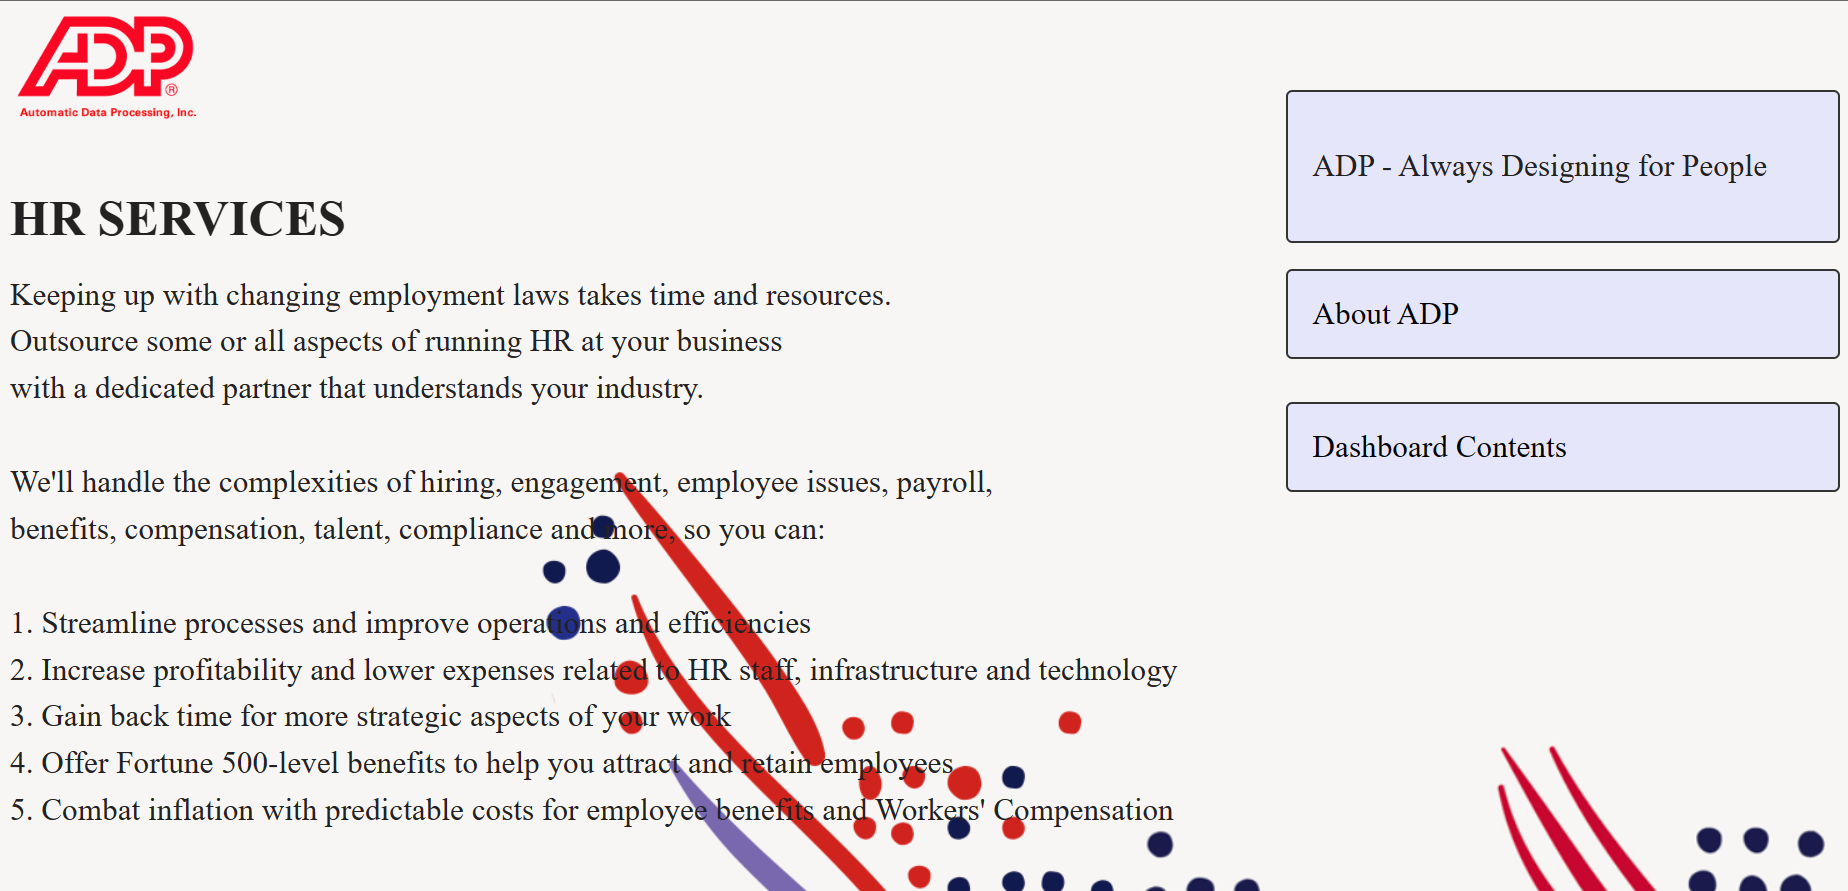 ADP®
Automatic Data Processing, Inc.
HR SERVICES
Keeping up with changing employment laws takes time and resources.
Outsource some or all aspects of running HR at your business
with a dedicated partner that understands your industry.
We'll handle the complexities of hiring, engagement, employee issues, payroll,
benefits, compensation, talent, compliance and more, so you can:
1. Streamline processes and improve operations and efficiencies
2. Increase profitability and lower expenses related to HR staff, infrastructure and technology
3. Gain back time for more strategic aspects of your work
4. Offer Fortune 500-level benefits to help you attract and retain employees
5. Combat inflation with predictable costs for employee benefits and Workers' Compensation
ADP - Always Designing for People
About ADP
Dashboard Contents